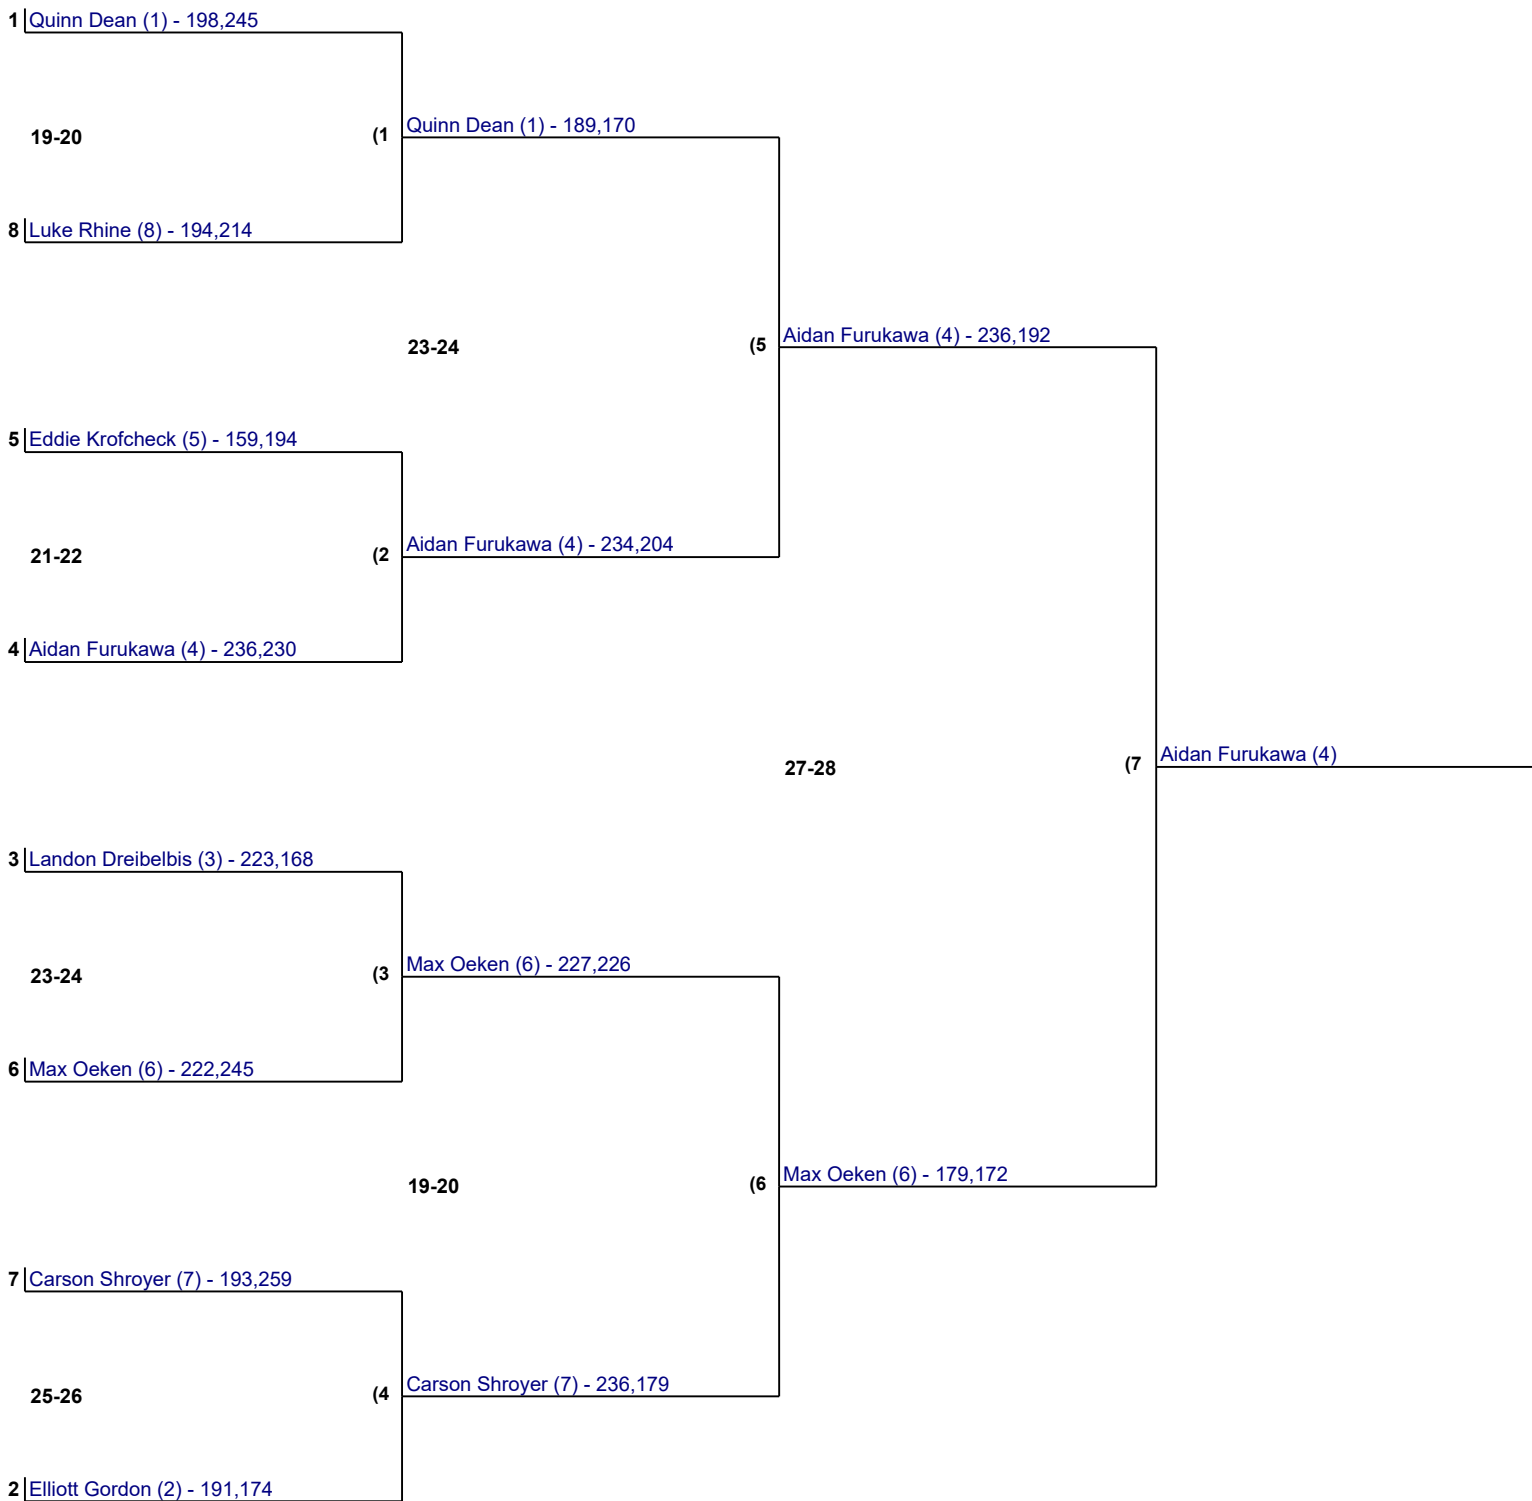 1 Quinn Dean (1) - 198,245
Quinn Dean (1) - 189,170
19-20 (1
8 Luke Rhine (8) - 194,214
Aidan Furukawa (4) - 236,192
23-24 (5
5 Eddie Krofcheck (5) - 159,194
Aidan Furukawa (4) - 234,204
21-22 (2
4 Aidan Furukawa (4) - 236,230
Aidan Furukawa (4)
27-28 (7
3 Landon Dreibelbis (3) - 223,168
Max Oeken (6) - 227,226
23-24 (3
6 Max Oeken (6) - 222,245
Max Oeken (6) - 179,172
19-20 (6
7 Carson Shroyer (7) - 193,259
Carson Shroyer (7) - 236,179
25-26 (4
2 Elliott Gordon (2) - 191,174